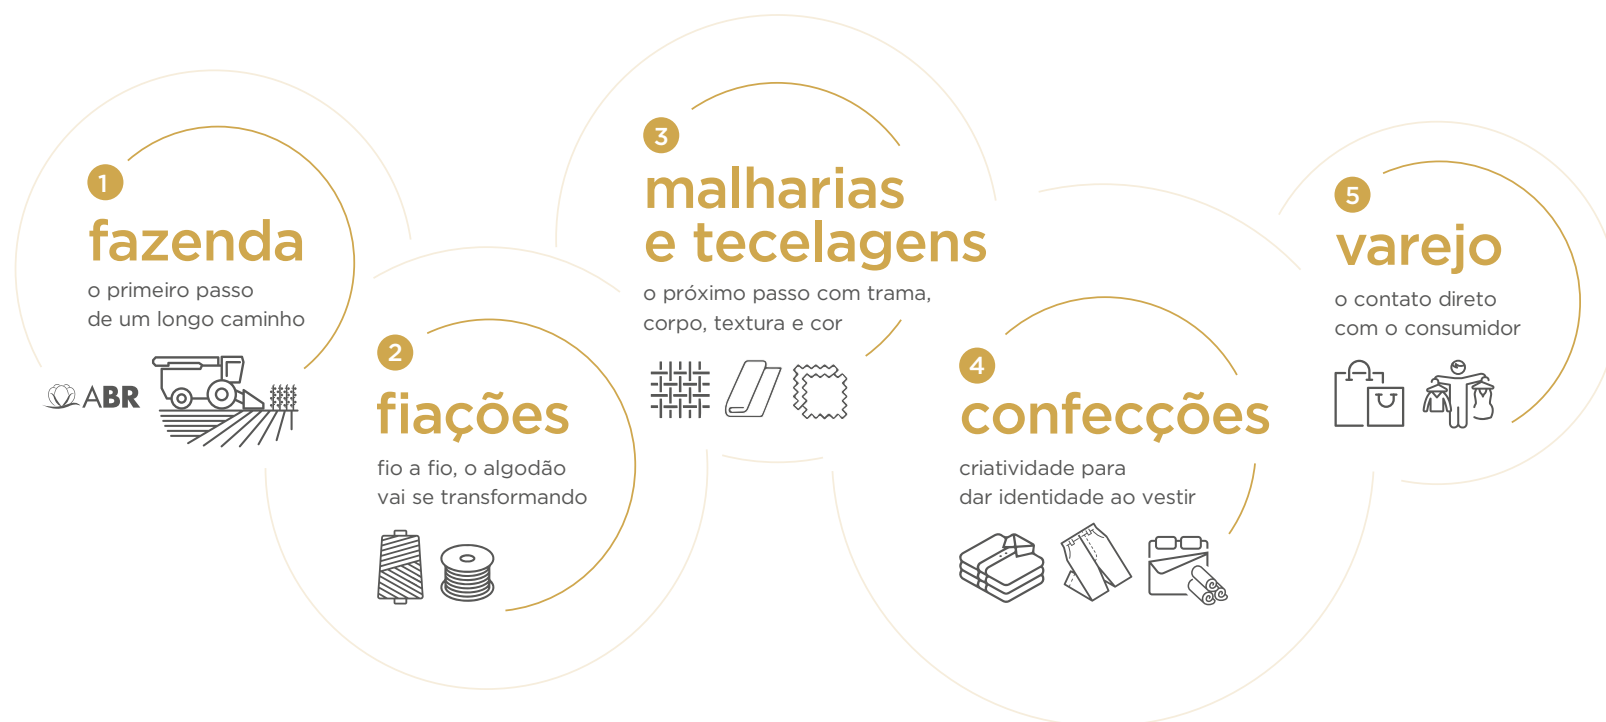 1
fazenda
o primeiro passo
de um longo caminho
ABR
2
fiações
fio a fio, o algodão
vai se transformando
3
malharias
e tecelagens
o próximo passo com trama,
corpo, textura e cor
4
confecções
criatividade para
dar identidade ao vestir
5
varejo
o contato direto
com o consumidor